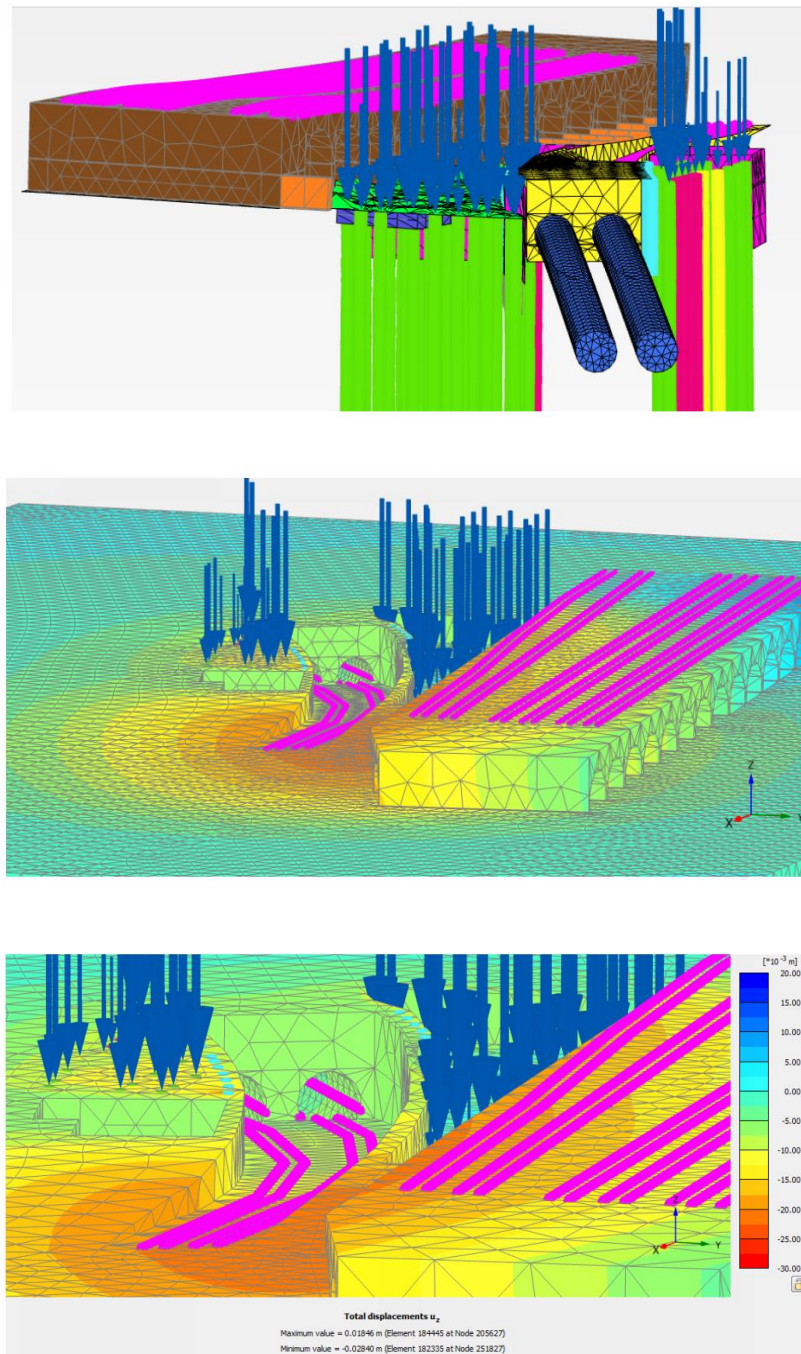 Z
X
Y
[*10⁻³ m]
20.00
15.00
10.00
5.00
0.00
-5.00
-10.00
-15.00
-20.00
-25.00
-30.00
Z
X
Y
Total displacements u_z
Maximum value = 0.01846 m (Element 184445 at Node 205627)
Minimum value = -0.02840 m (Element 182335 at Node 251827)